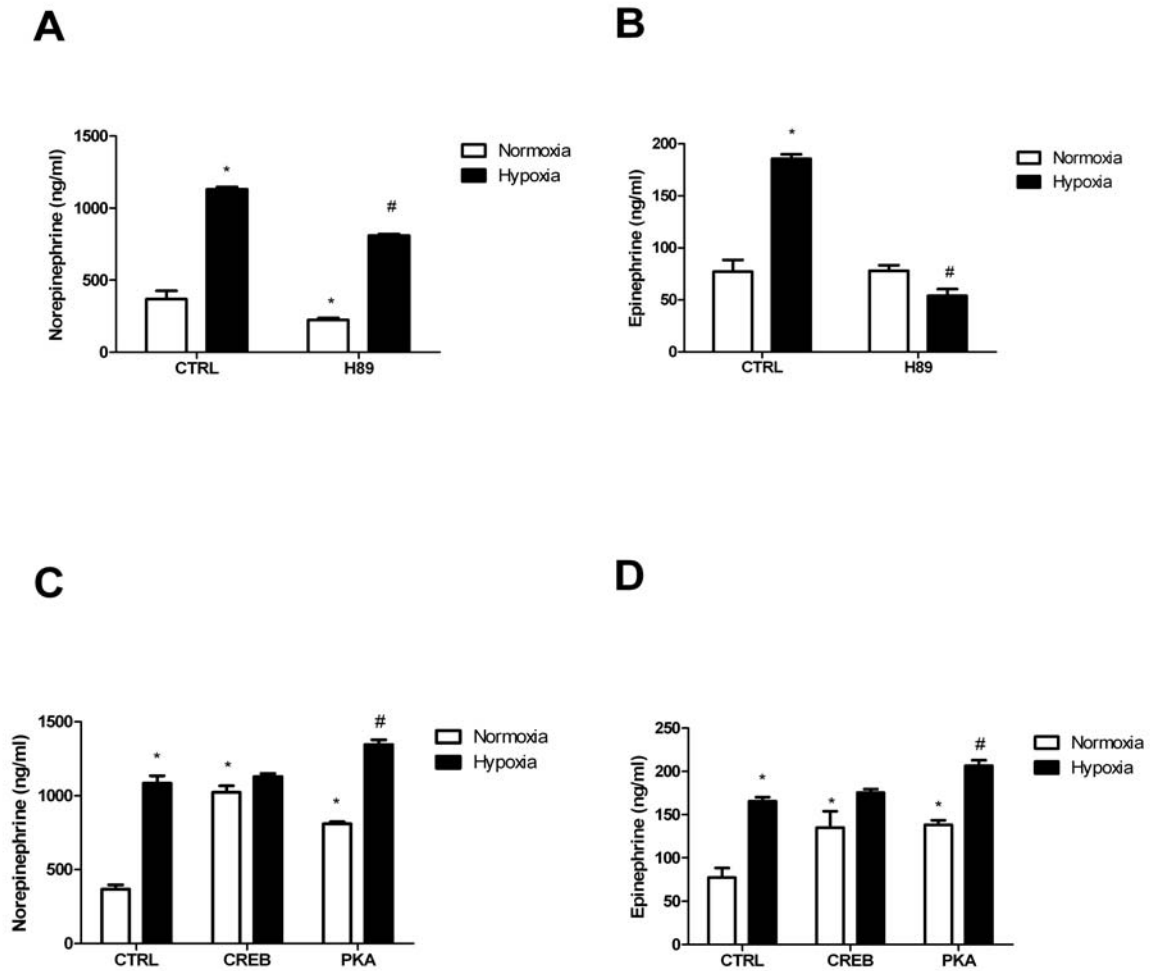 A
Norepinephrine (ng/ml)
1500
1000
500
0
*
*
#
CTRL
H89
Normoxia
Hypoxia
B
Epinephrine (ng/ml)
200
150
100
50
0
*
#
CTRL
H89
Normoxia
Hypoxia
C
Norepinephrine (ng/ml)
1500
1000
500
0
*
*
*
#
CTRL
CREB
PKA
Normoxia
Hypoxia
D
Epinephrine (ng/ml)
250
200
150
100
50
0
*
*
*
#
CTRL
CREB
PKA
Normoxia
Hypoxia